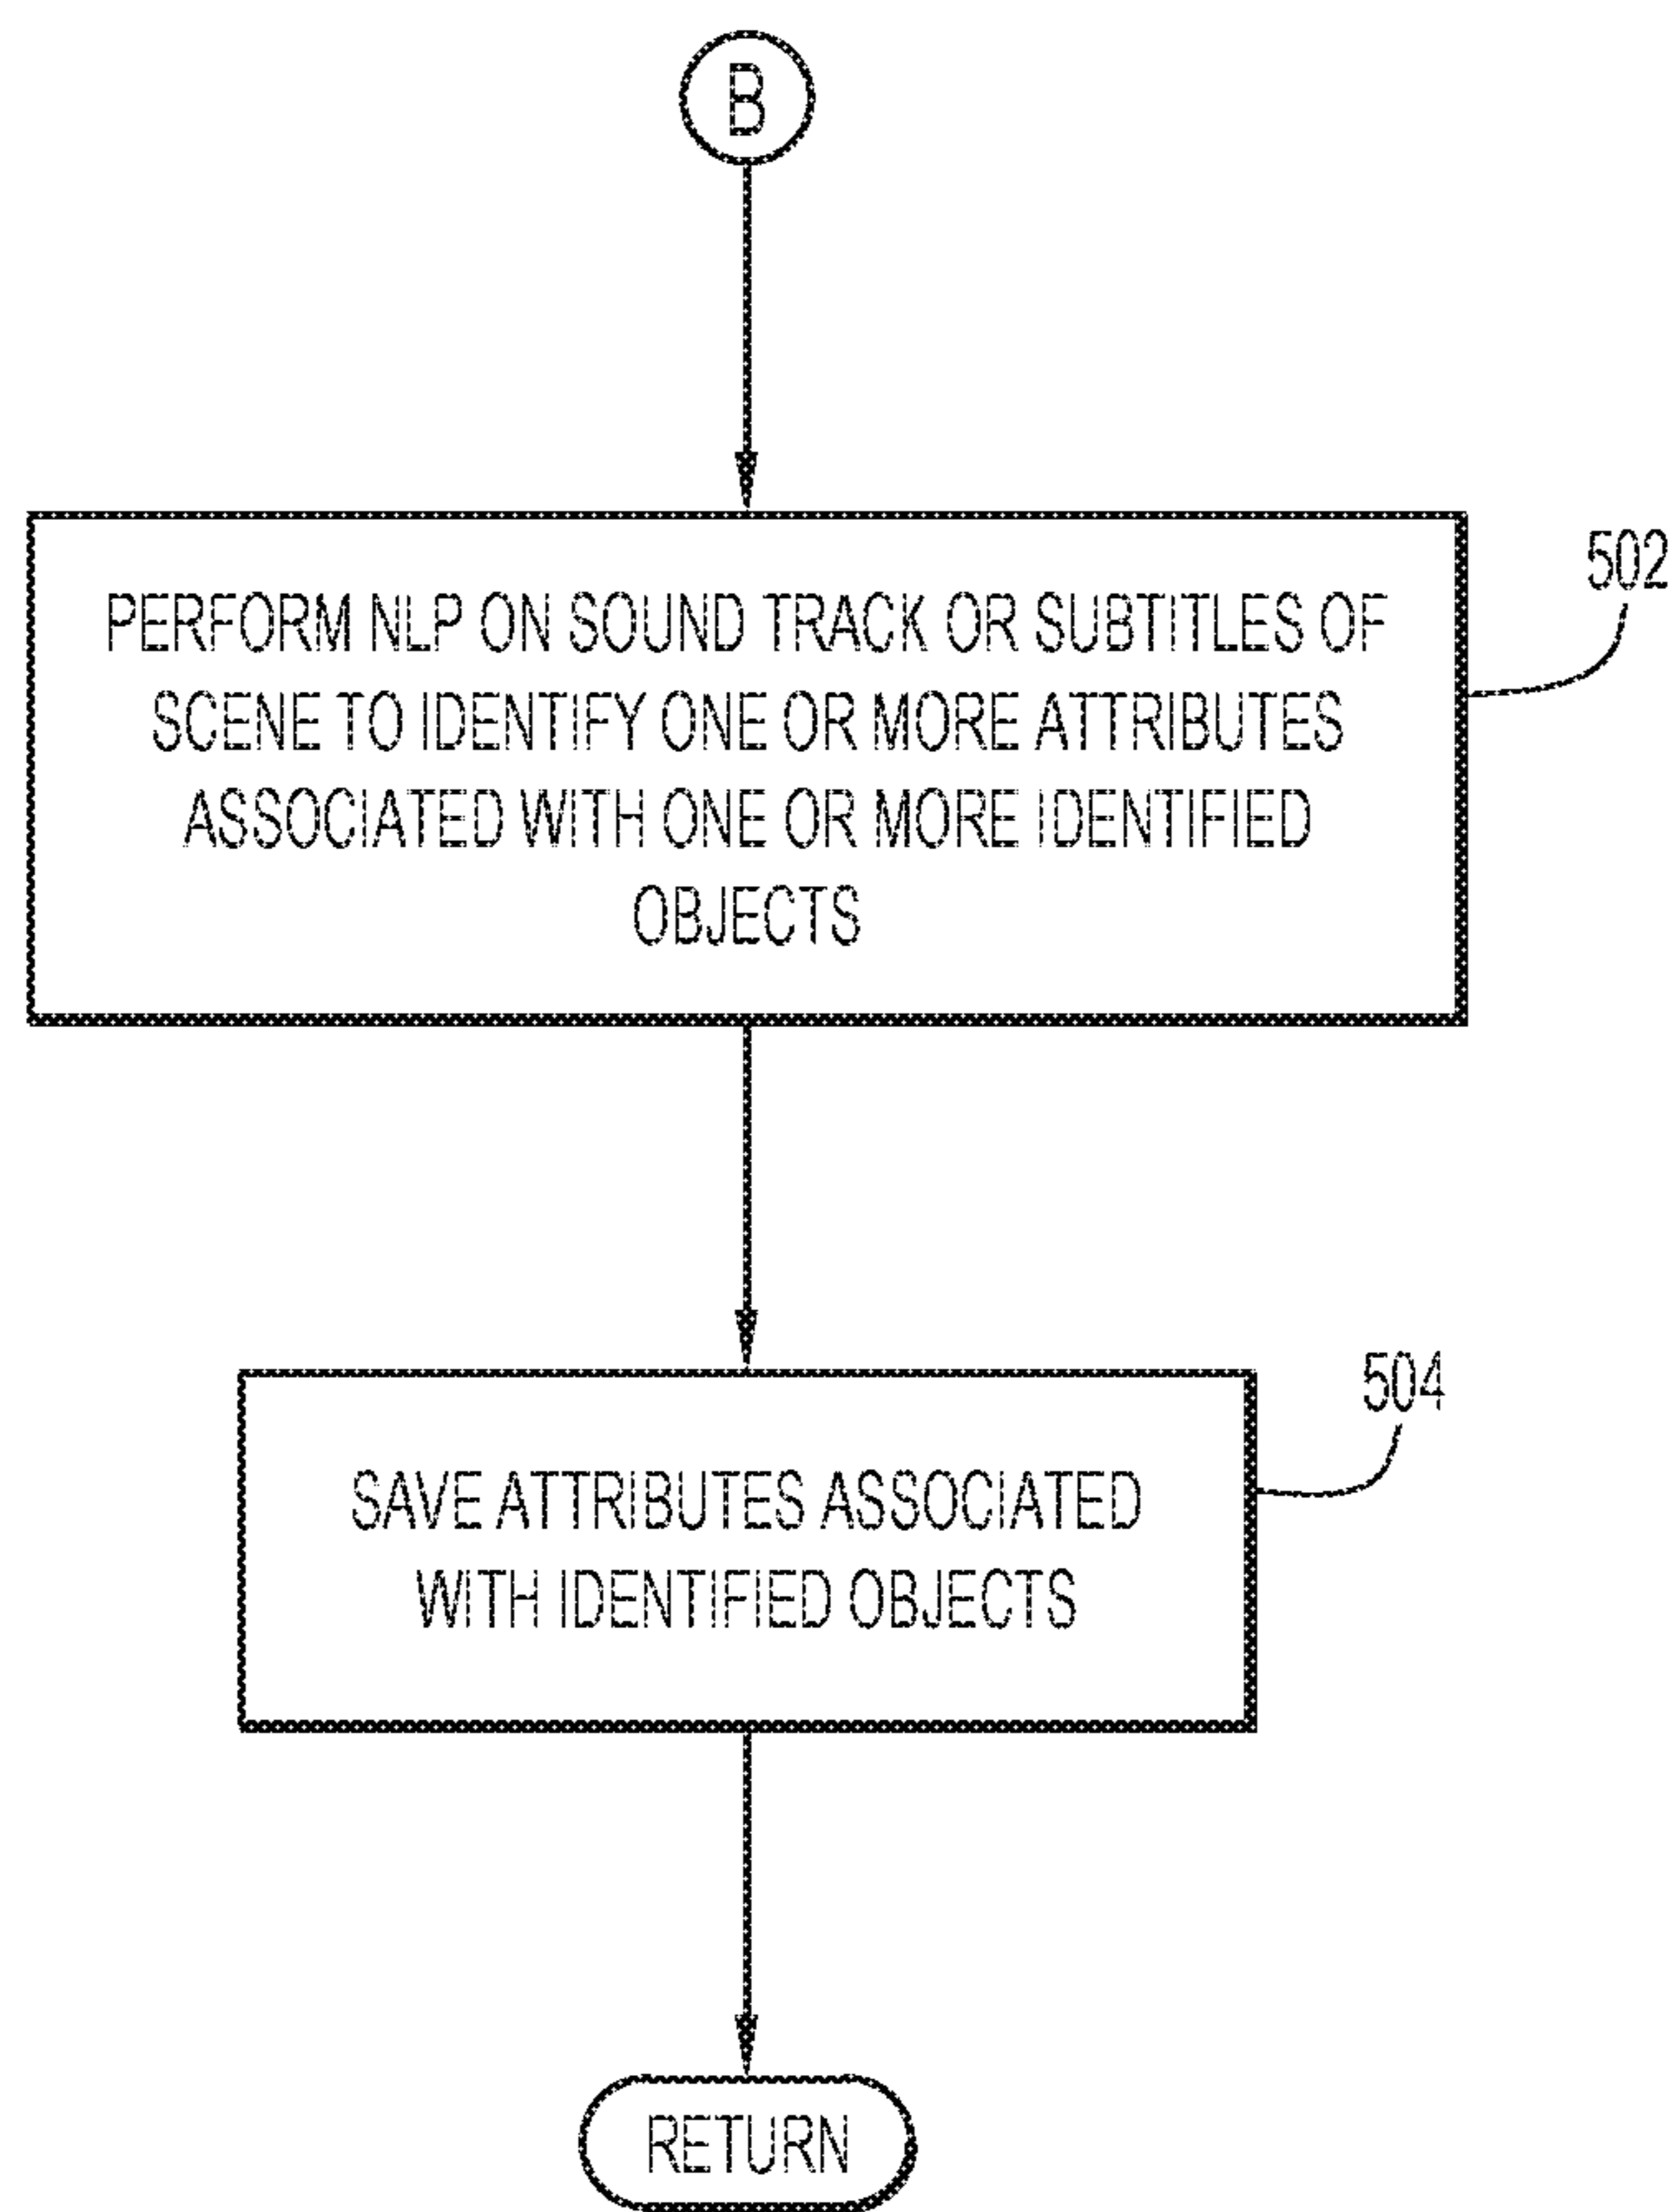 B
PERFORM NLP ON SOUND TRACK OR SUBTITLES OF
SCENE TO IDENTIFY ONE OR MORE ATTRIBUTES
ASSOCIATED WITH ONE OR MORE IDENTIFIED
OBJECTS
502
SAVE ATTRIBUTES ASSOCIATED
WITH IDENTIFIED OBJECTS
504
RETURN